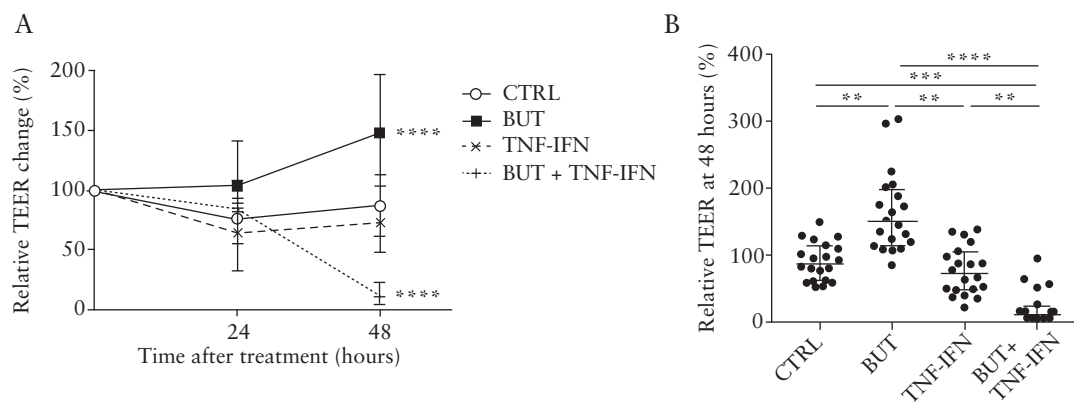 A
Relative TEER change (%)
200
150
100
50
0
24
48
Time after treatment (hours)
****
****
CTRL
BUT
TNF-IFN
BUT + TNF-IFN
B
Relative TEER at 48 hours (%)
400
300
200
100
0
****
***
** ** **
CTRL
BUT
TNF-IFN
BUT+
TNF-IFN